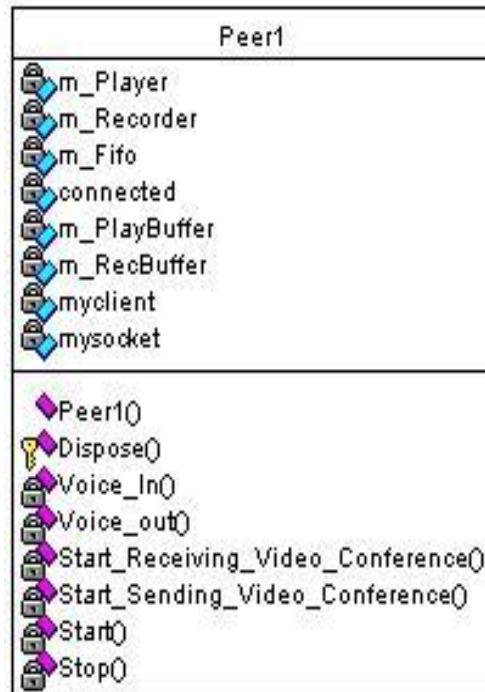 Peer1
m_Player
m_Recorder
m_Fifo
connected
m_PlayBuffer
m_RecBuffer
myclient
mysocket
Peer1()
Dispose()
Voice_In()
Voice_out()
Start_Receiving_Video_Conference()
Start_Sending_Video_Conference()
Start()
Stop()